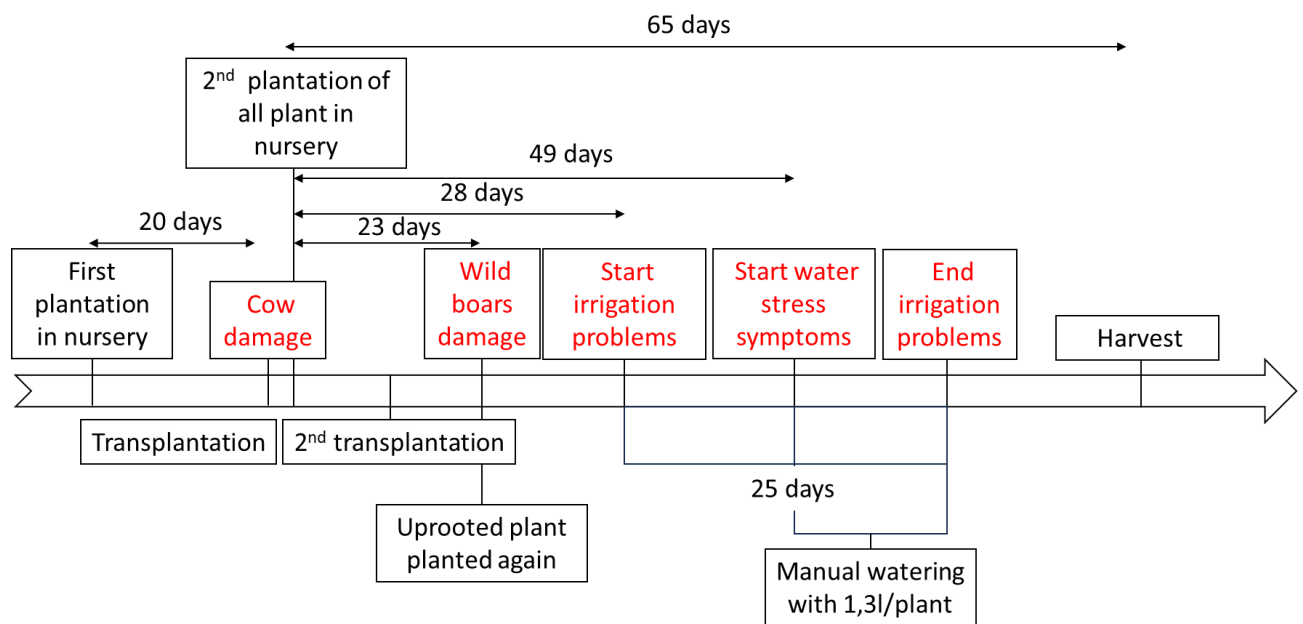 65 days
2nd plantation of
all plant in
nursery
49 days
28 days
20 days
23 days
First
plantation
in nursery
Cow
damage
Wild
boars
damage
Start
irrigation
problems
Start water
stress
symptoms
End
irrigation
problems
Harvest
Transplantation
2nd transplantation
25 days
Uprooted plant
planted again
Manual watering
with 1,3l/plant